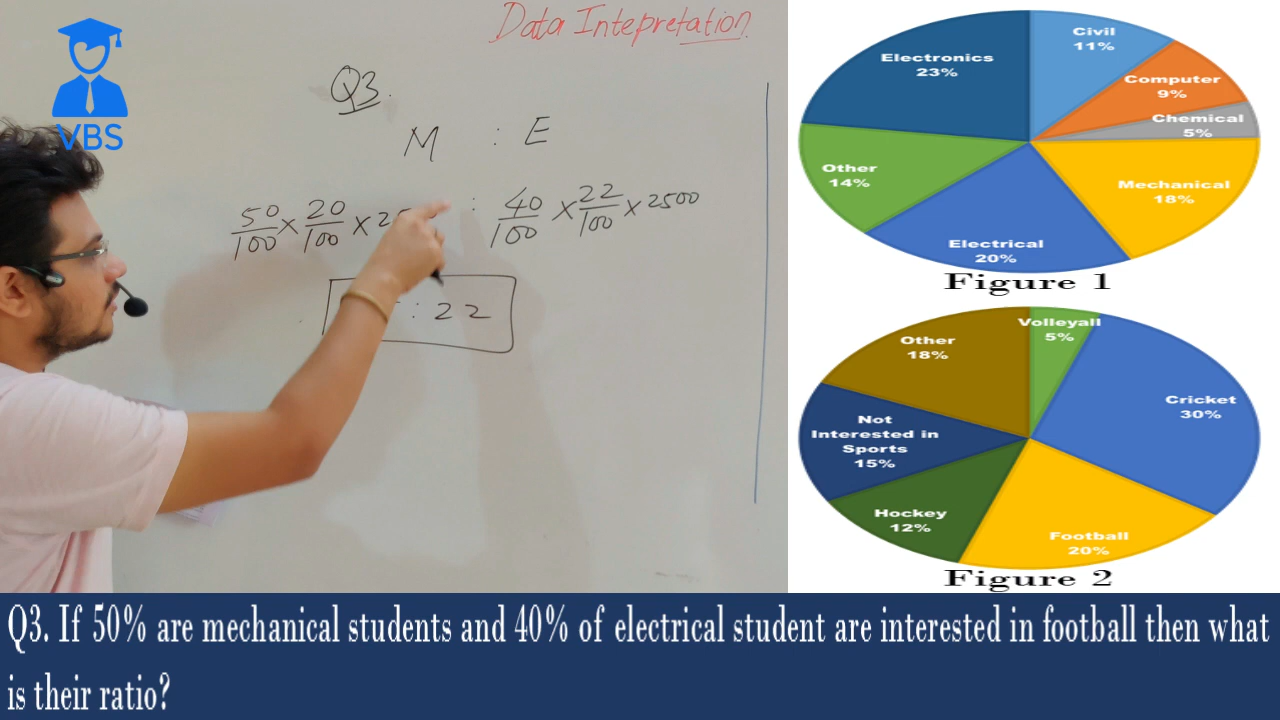 VBS
Data Intepretation
Q3.
M : E
50/100 × 20/100 × 25 : 40/100 × 22/100 × 2500
: 22
Electronics
23%
Civil
11%
Computer
9%
Chemical
5%
Mechanical
18%
Electrical
20%
Other
14%
Figure 1
Volleyall
5%
Cricket
30%
Football
20%
Hockey
12%
Not
Interested in
Sports
15%
Other
18%
Figure 2
Q3. If 50% are mechanical students and 40% of electrical student are interested in football then what
is their ratio?